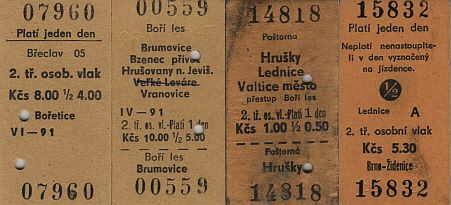 07960
Platí jeden den
Břeclav 05
2. tř. osob. vlak
Kčs 8.00 ½ 4.00
Bořetice
VI-91
07960
00559
Boří les
Brumovice
Bzenec přívoz
Hrušovany n. Jeviš.
Velké Leváre
Vranovice
IV-91
2. tř. os. vl.-Platí 1 den
Kčs 10.00 ½ 5.00
Boří les
Brumovice
00559
14818
Poštorna
Hrušky
Lednice
Valtice město
přestup Boří les
2. tř. os. vl.-Platí 1 den
Kčs 1.00 ½ 0.50
Poštorná
Hrušky
14818
15832
Platí jeden den
Neplatí nenastoupíte-
li v den vyznačený
na jízdence.
½
Lednice A
2. tř. osobní vlak
Kčs 5.30
Brno-Židenice
15832